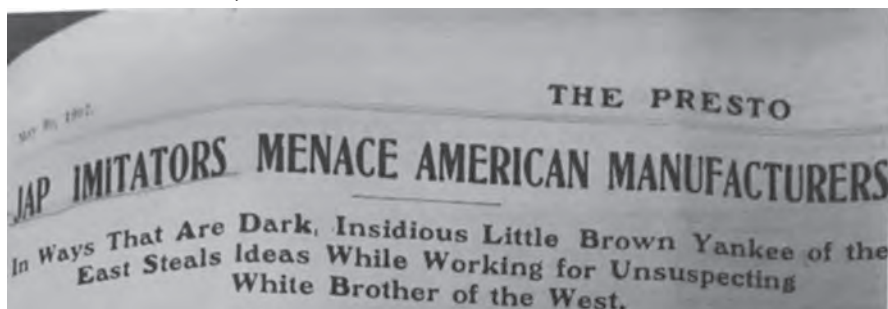 THE PRESTO
JAP IMITATORS MENACE AMERICAN MANUFACTURERS
In Ways That Are Dark, Insidious Little Brown Yankee of the
East Steals Ideas While Working for Unsuspecting
White Brother of the West.